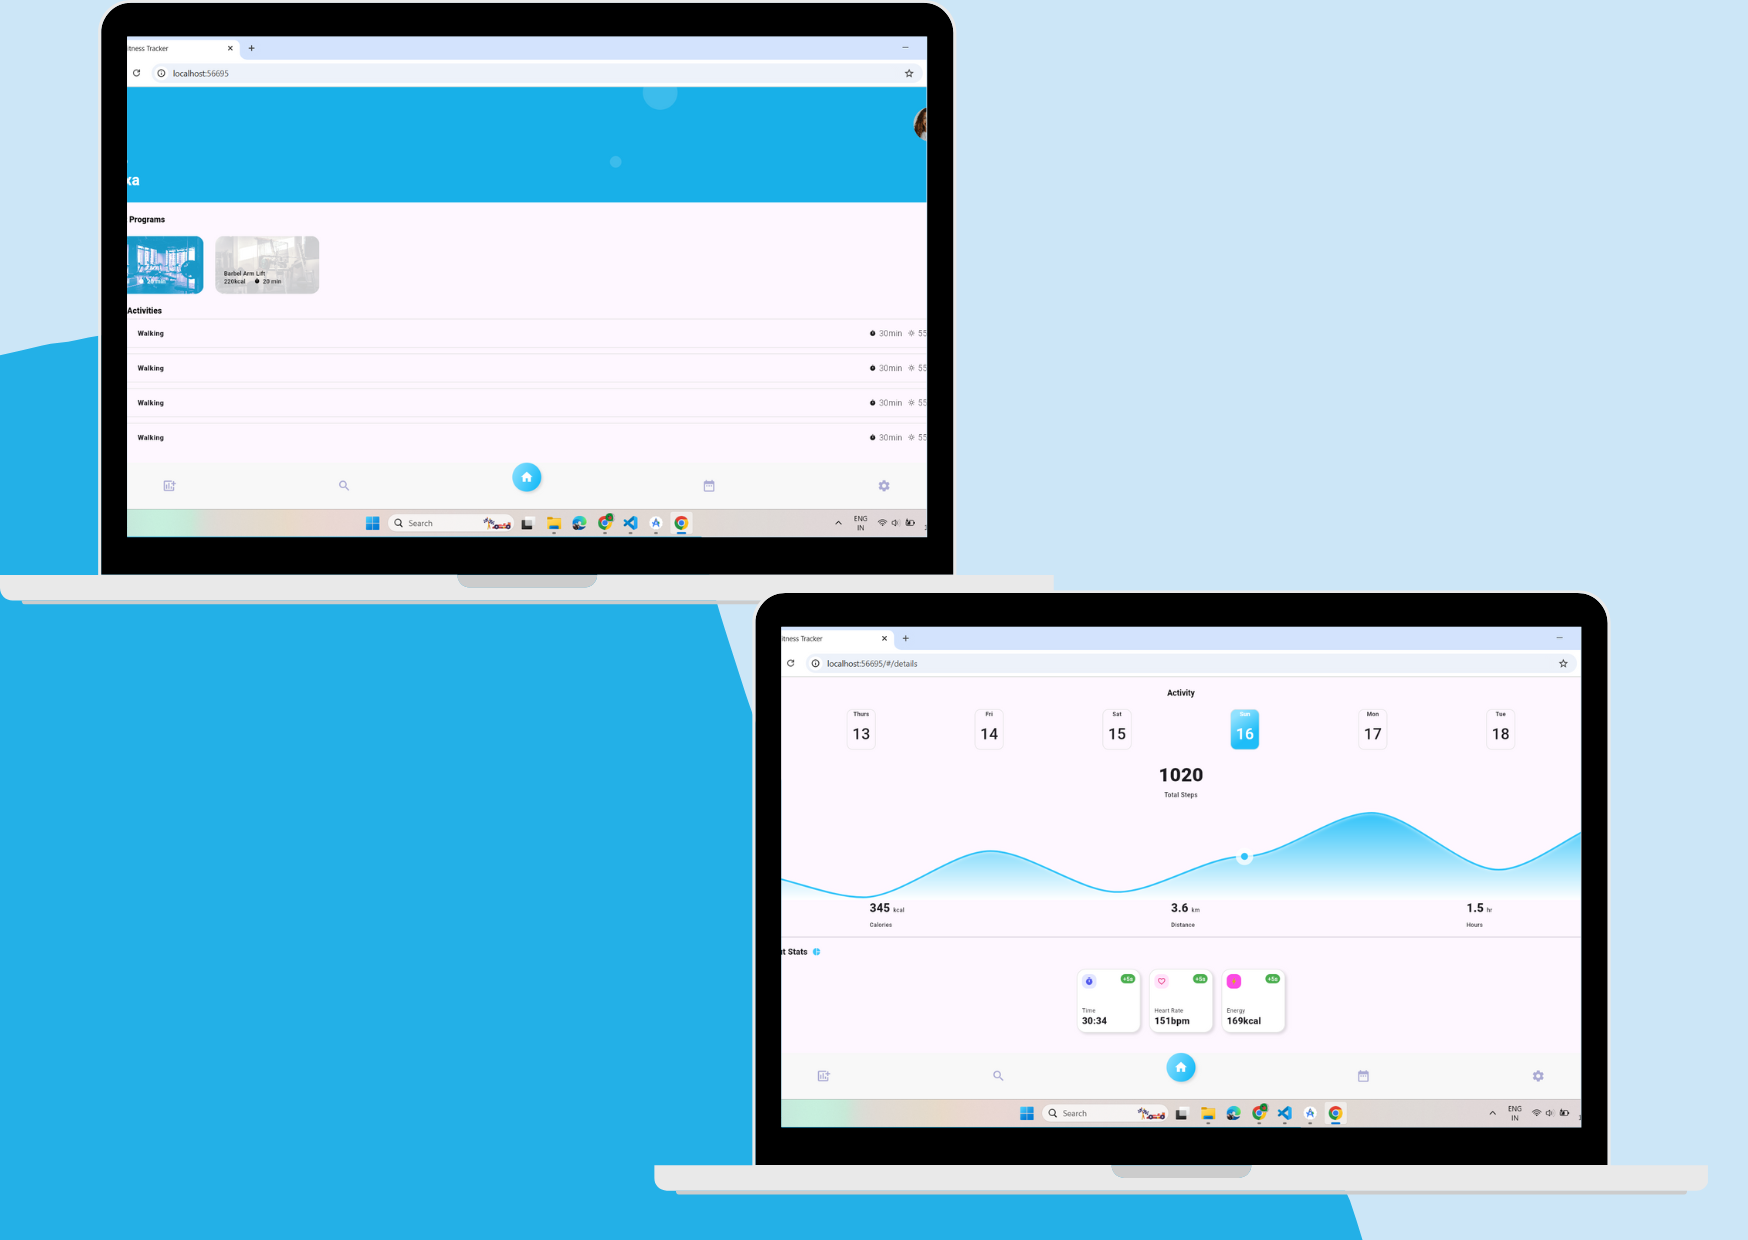 itness Tracker
localhost:56695
xa
Programs
20 min
Barbel Arm Lift
220kcal 20 min
Activities
Walking 30min 55
Walking 30min 55
Walking 30min 55
Walking 30min 55
Search ENG
IN
itness Tracker
localhost:56695/#/details
Activity
Thurs Fri Sat Sun Mon Tue
13 14 15 16 17 18
1020
Total Steps
345 kcal 3.6 km 1.5 hr
Calories Distance Hours
t Stats
+5s +5s +5s
Time Heart Rate Energy
30:34 151bpm 169kcal
Search ENG
IN